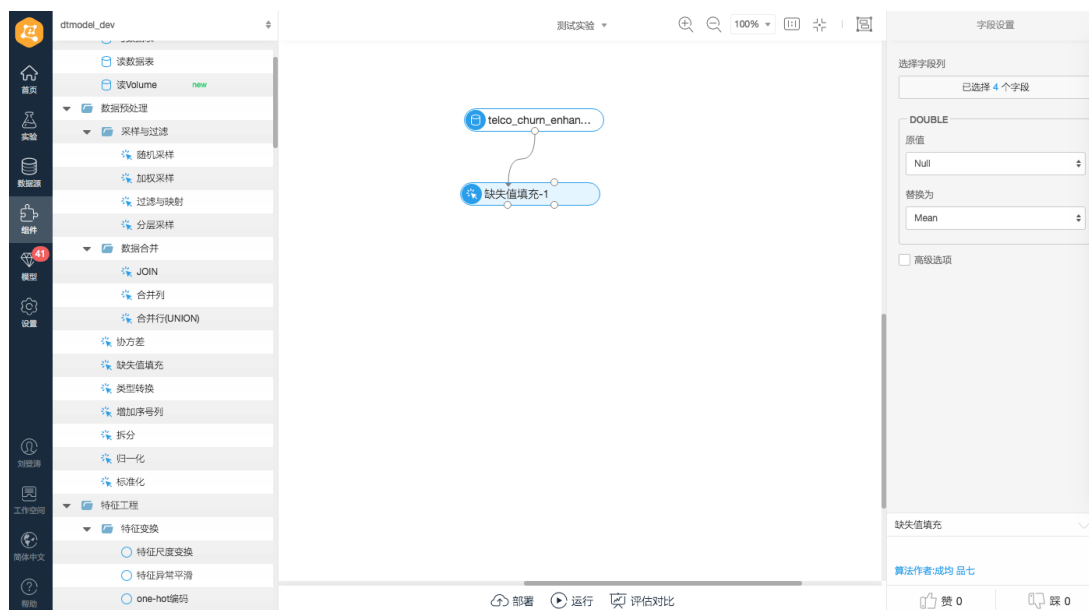 dtmodel_dev
首页
实验
数据源
组件
41
模型
设置
工作空间
简体中文
帮助
读数据表
读Volume new
数据预处理
采样与过滤
随机采样
加权采样
过滤与映射
分层采样
数据合并
JOIN
合并列
合并行(UNION)
协方差
缺失值填充
类型转换
增加序号列
拆分
归一化
标准化
特征工程
特征变换
特征尺度变换
特征异常平滑
one-hot编码
测试实验
100%
telco_churn_enhan...
缺失值填充-1
部署 运行 评估对比
字段设置
选择字段列
已选择 4 个字段
DOUBLE
原值
Null
替换为
Mean
高级选项
缺失值填充
算法作者:成均 品七
赞 0 踩 0